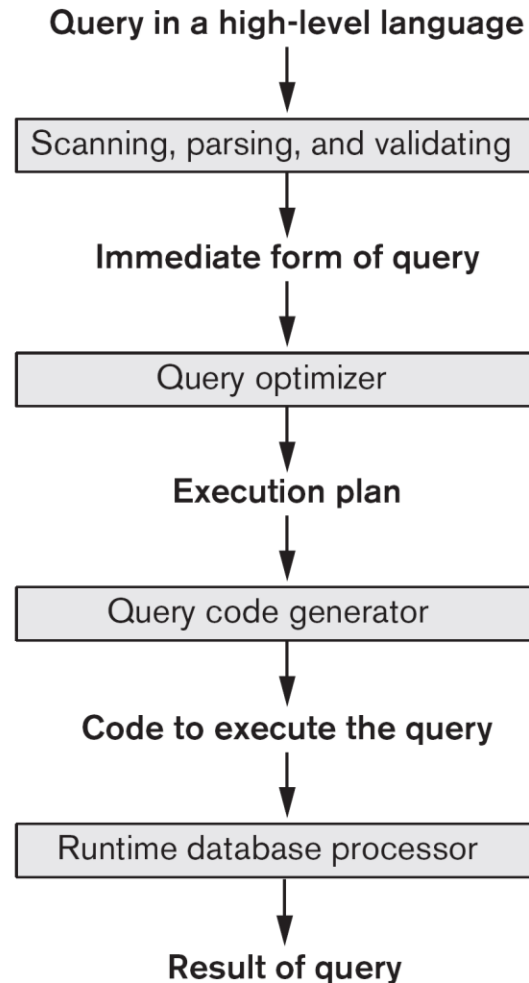 Query in a high-level language
Scanning, parsing, and validating
Immediate form of query
Query optimizer
Execution plan
Query code generator
Code to execute the query
Runtime database processor
Result of query